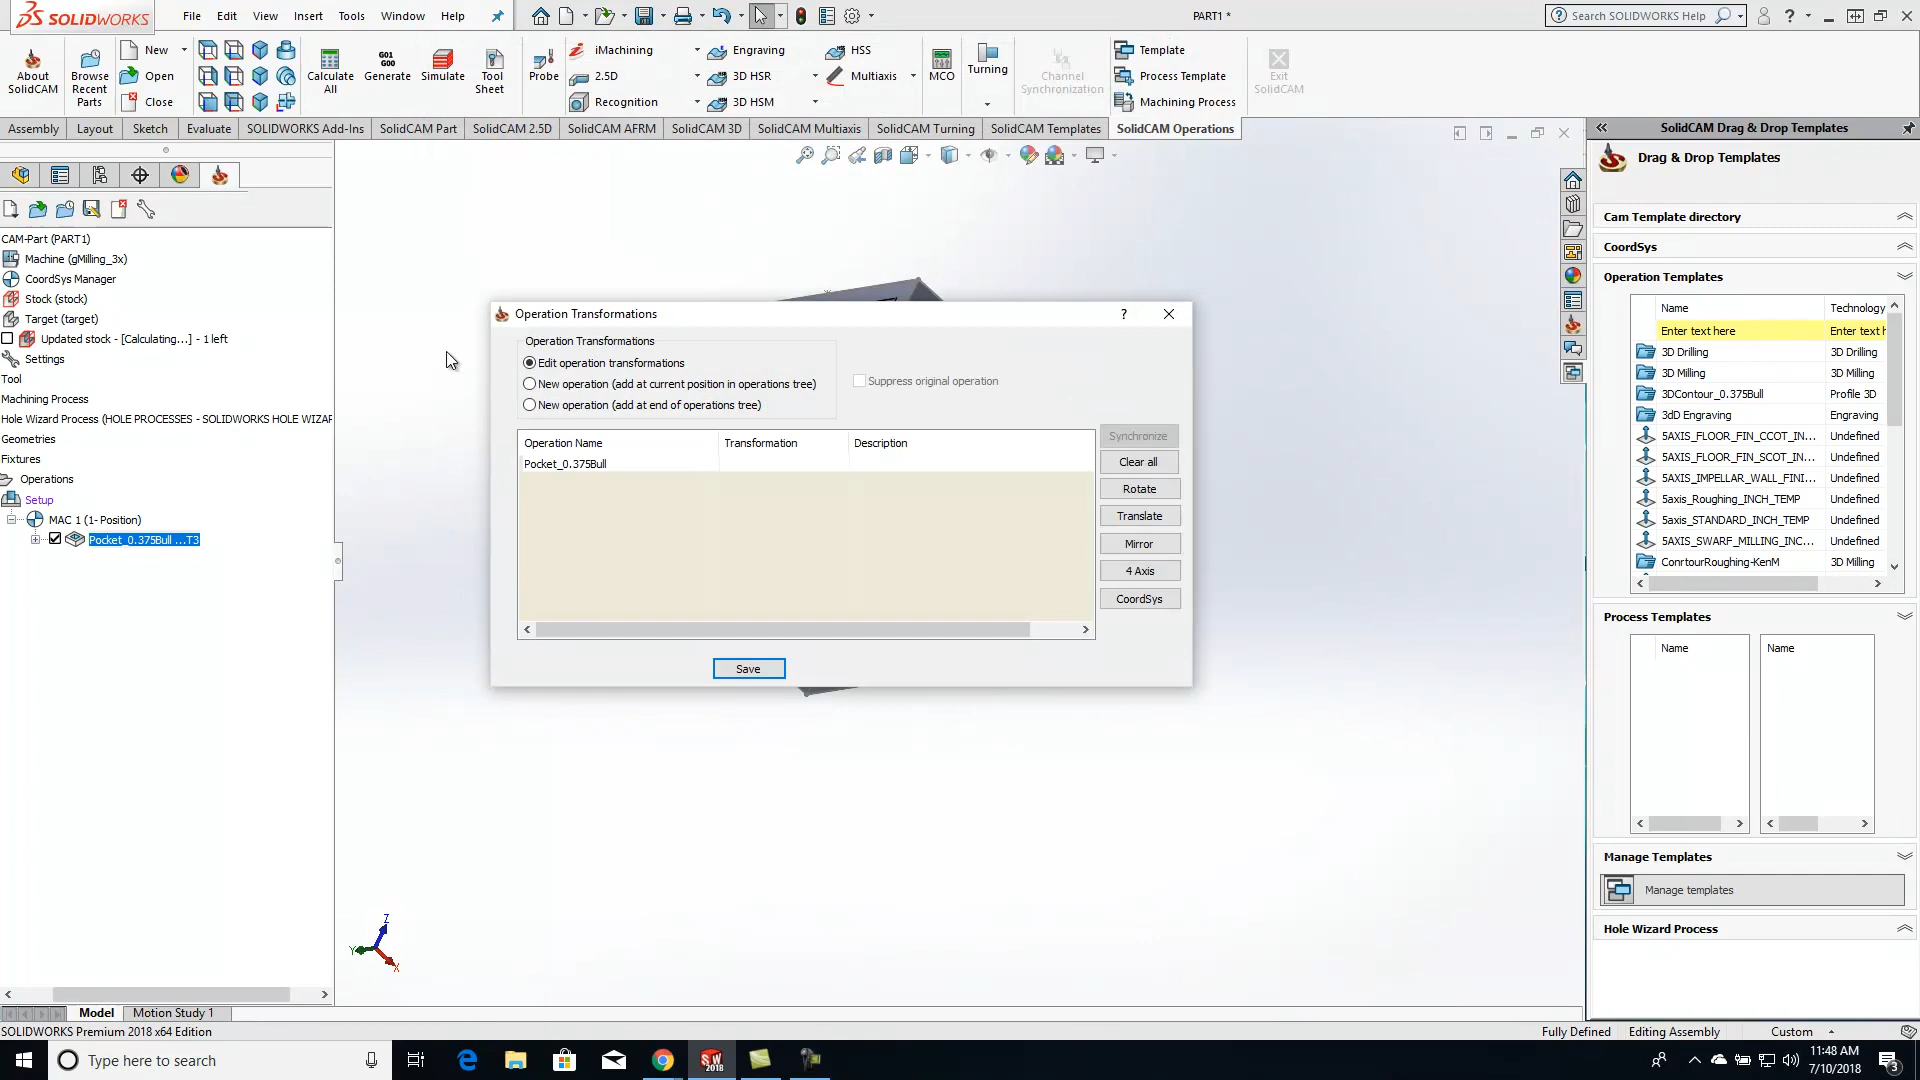 SOLIDWORKS File Edit View Insert Tools Window Help PART1 * Search SOLIDWORKS Help
About SolidCAM
Browse Recent Parts
New
Open
Close
Calculate All
G01 G00 Generate
Simulate
Tool Sheet
Probe
iMachining
2.5D
Recognition
Engraving
3D HSR
3D HSM
HSS
Multiaxis
MCO
Turning
Channel Synchronization
Template
Process Template
Machining Process
Exit SolidCAM
Assembly Layout Sketch Evaluate SOLIDWORKS Add-Ins SolidCAM Part SolidCAM 2.5D SolidCAM AFRM SolidCAM 3D SolidCAM Multiaxis SolidCAM Turning SolidCAM Templates SolidCAM Operations
CAM-Part (PART1)
Machine (gMilling_3x)
CoordSys Manager
Stock (stock)
Target (target)
Updated stock - [Calculating...] - 1 left
Settings
Tool
Machining Process
Hole Wizard Process (HOLE PROCESSES - SOLIDWORKS HOLE WIZAR
Geometries
Fixtures
Operations
Setup
MAC 1 (1- Position)
Pocket_0.375Bull ...T3
Operation Transformations ?
Operation Transformations
Edit operation transformations
New operation (add at current position in operations tree)
New operation (add at end of operations tree)
Suppress original operation
Operation Name Transformation Description
Pocket_0.375Bull
Synchronize
Clear all
Rotate
Translate
Mirror
4 Axis
CoordSys
Save
Z
Y
X
SolidCAM Drag & Drop Templates
Drag & Drop Templates
Cam Template directory
CoordSys
Operation Templates
Name Technology
Enter text here Enter text h
3D Drilling 3D Drilling
3D Milling 3D Milling
3DContour_0.375Bull Profile 3D
3dD Engraving Engraving
5AXIS_FLOOR_FIN_CCOT_IN... Undefined
5AXIS_FLOOR_FIN_SCOT_IN... Undefined
5AXIS_IMPELLAR_WALL_FINI... Undefined
5axis_Roughing_INCH_TEMP Undefined
5axis_STANDARD_INCH_TEMP Undefined
5AXIS_SWARF_MILLING_INC... Undefined
ConrtourRoughing-KenM 3D Milling
Process Templates
Name Name
Manage Templates
Manage templates
Hole Wizard Process
Model Motion Study 1
SOLIDWORKS Premium 2018 x64 Edition Fully Defined Editing Assembly Custom
Type here to search
SW 2018
11:48 AM
7/10/2018
3